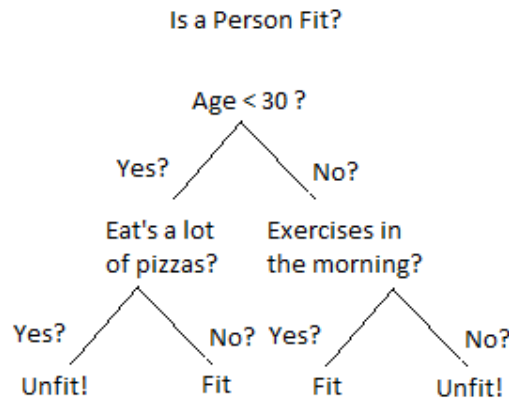 Is a Person Fit?
Age < 30 ?
Yes?
No?
Eat's a lot
of pizzas?
Exercises in
the morning?
Yes?
No?
Yes?
No?
Unfit!
Fit
Fit
Unfit!